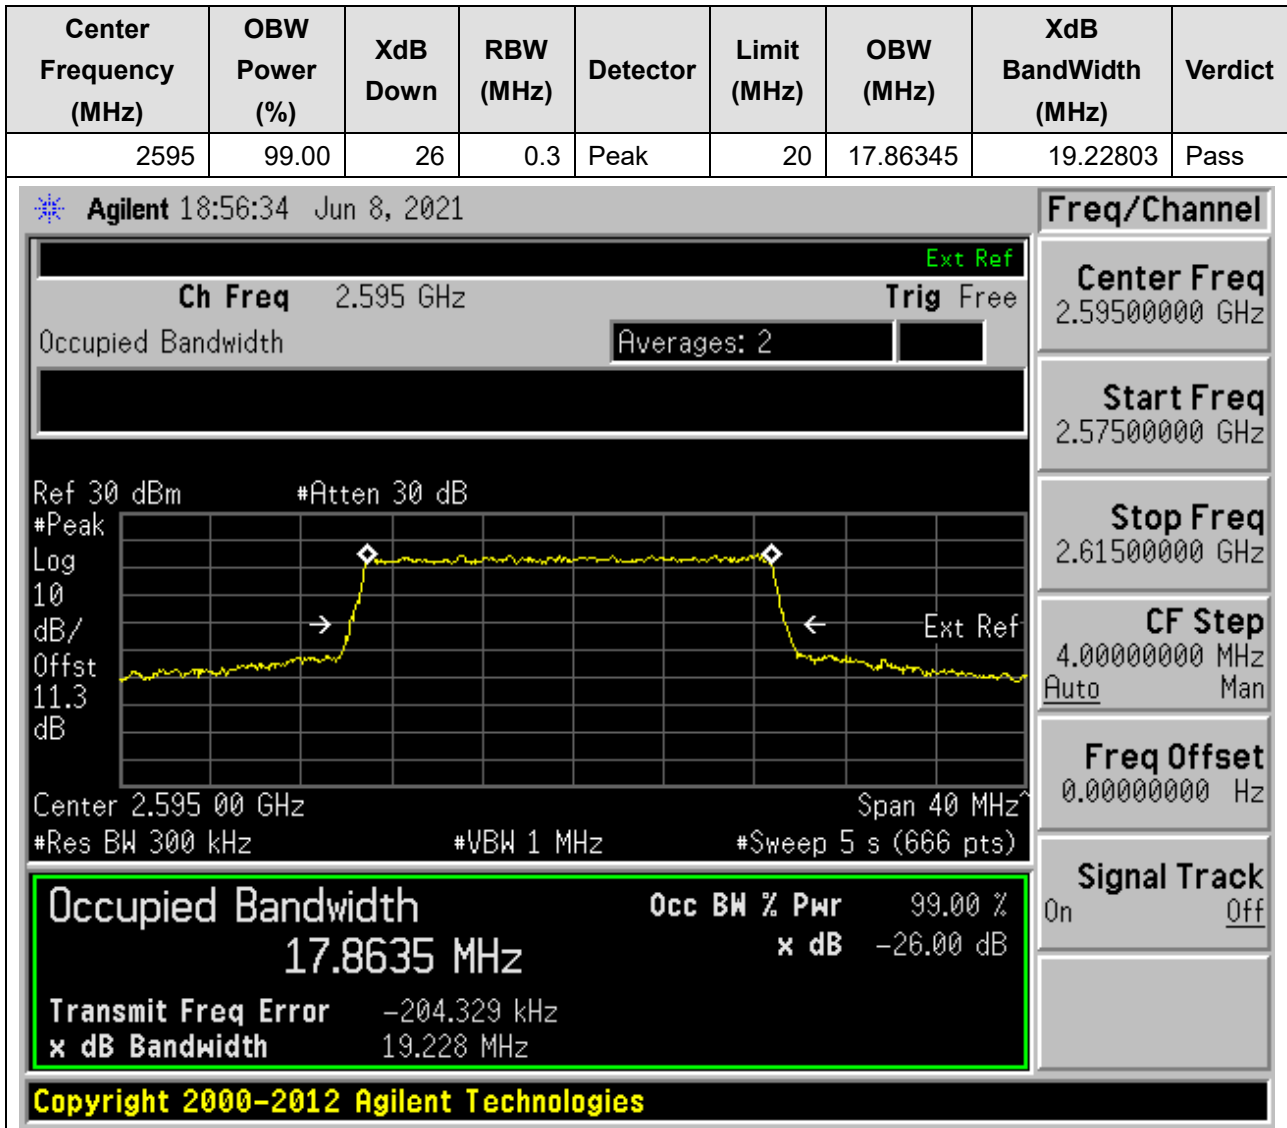 Center Frequency (MHz) OBW Power (%) XdB Down RBW (MHz) Detector Limit (MHz) OBW (MHz) XdB BandWidth (MHz) Verdict
2595 99.00 26 0.3 Peak 20 17.86345 19.22803 Pass
Agilent 18:56:34 Jun 8, 2021
Freq/Channel
Ext Ref
Ch Freq 2.595 GHz Trig Free
Occupied Bandwidth Averages: 2
Center Freq
2.59500000 GHz
Start Freq
2.57500000 GHz
Stop Freq
2.61500000 GHz
CF Step
4.00000000 MHz
Auto Man
Freq Offset
0.00000000 Hz
Signal Track
On Off
Ref 30 dBm #Atten 30 dB
#Peak
Log
10
dB/
Offst
11.3
dB
Ext Ref
Center 2.595 00 GHz Span 40 MHz^
#Res BW 300 kHz #VBW 1 MHz #Sweep 5 s (666 pts)
Occupied Bandwidth Occ BW % Pwr 99.00 %
17.8635 MHz x dB -26.00 dB
Transmit Freq Error -204.329 kHz
x dB Bandwidth 19.228 MHz
Copyright 2000-2012 Agilent Technologies